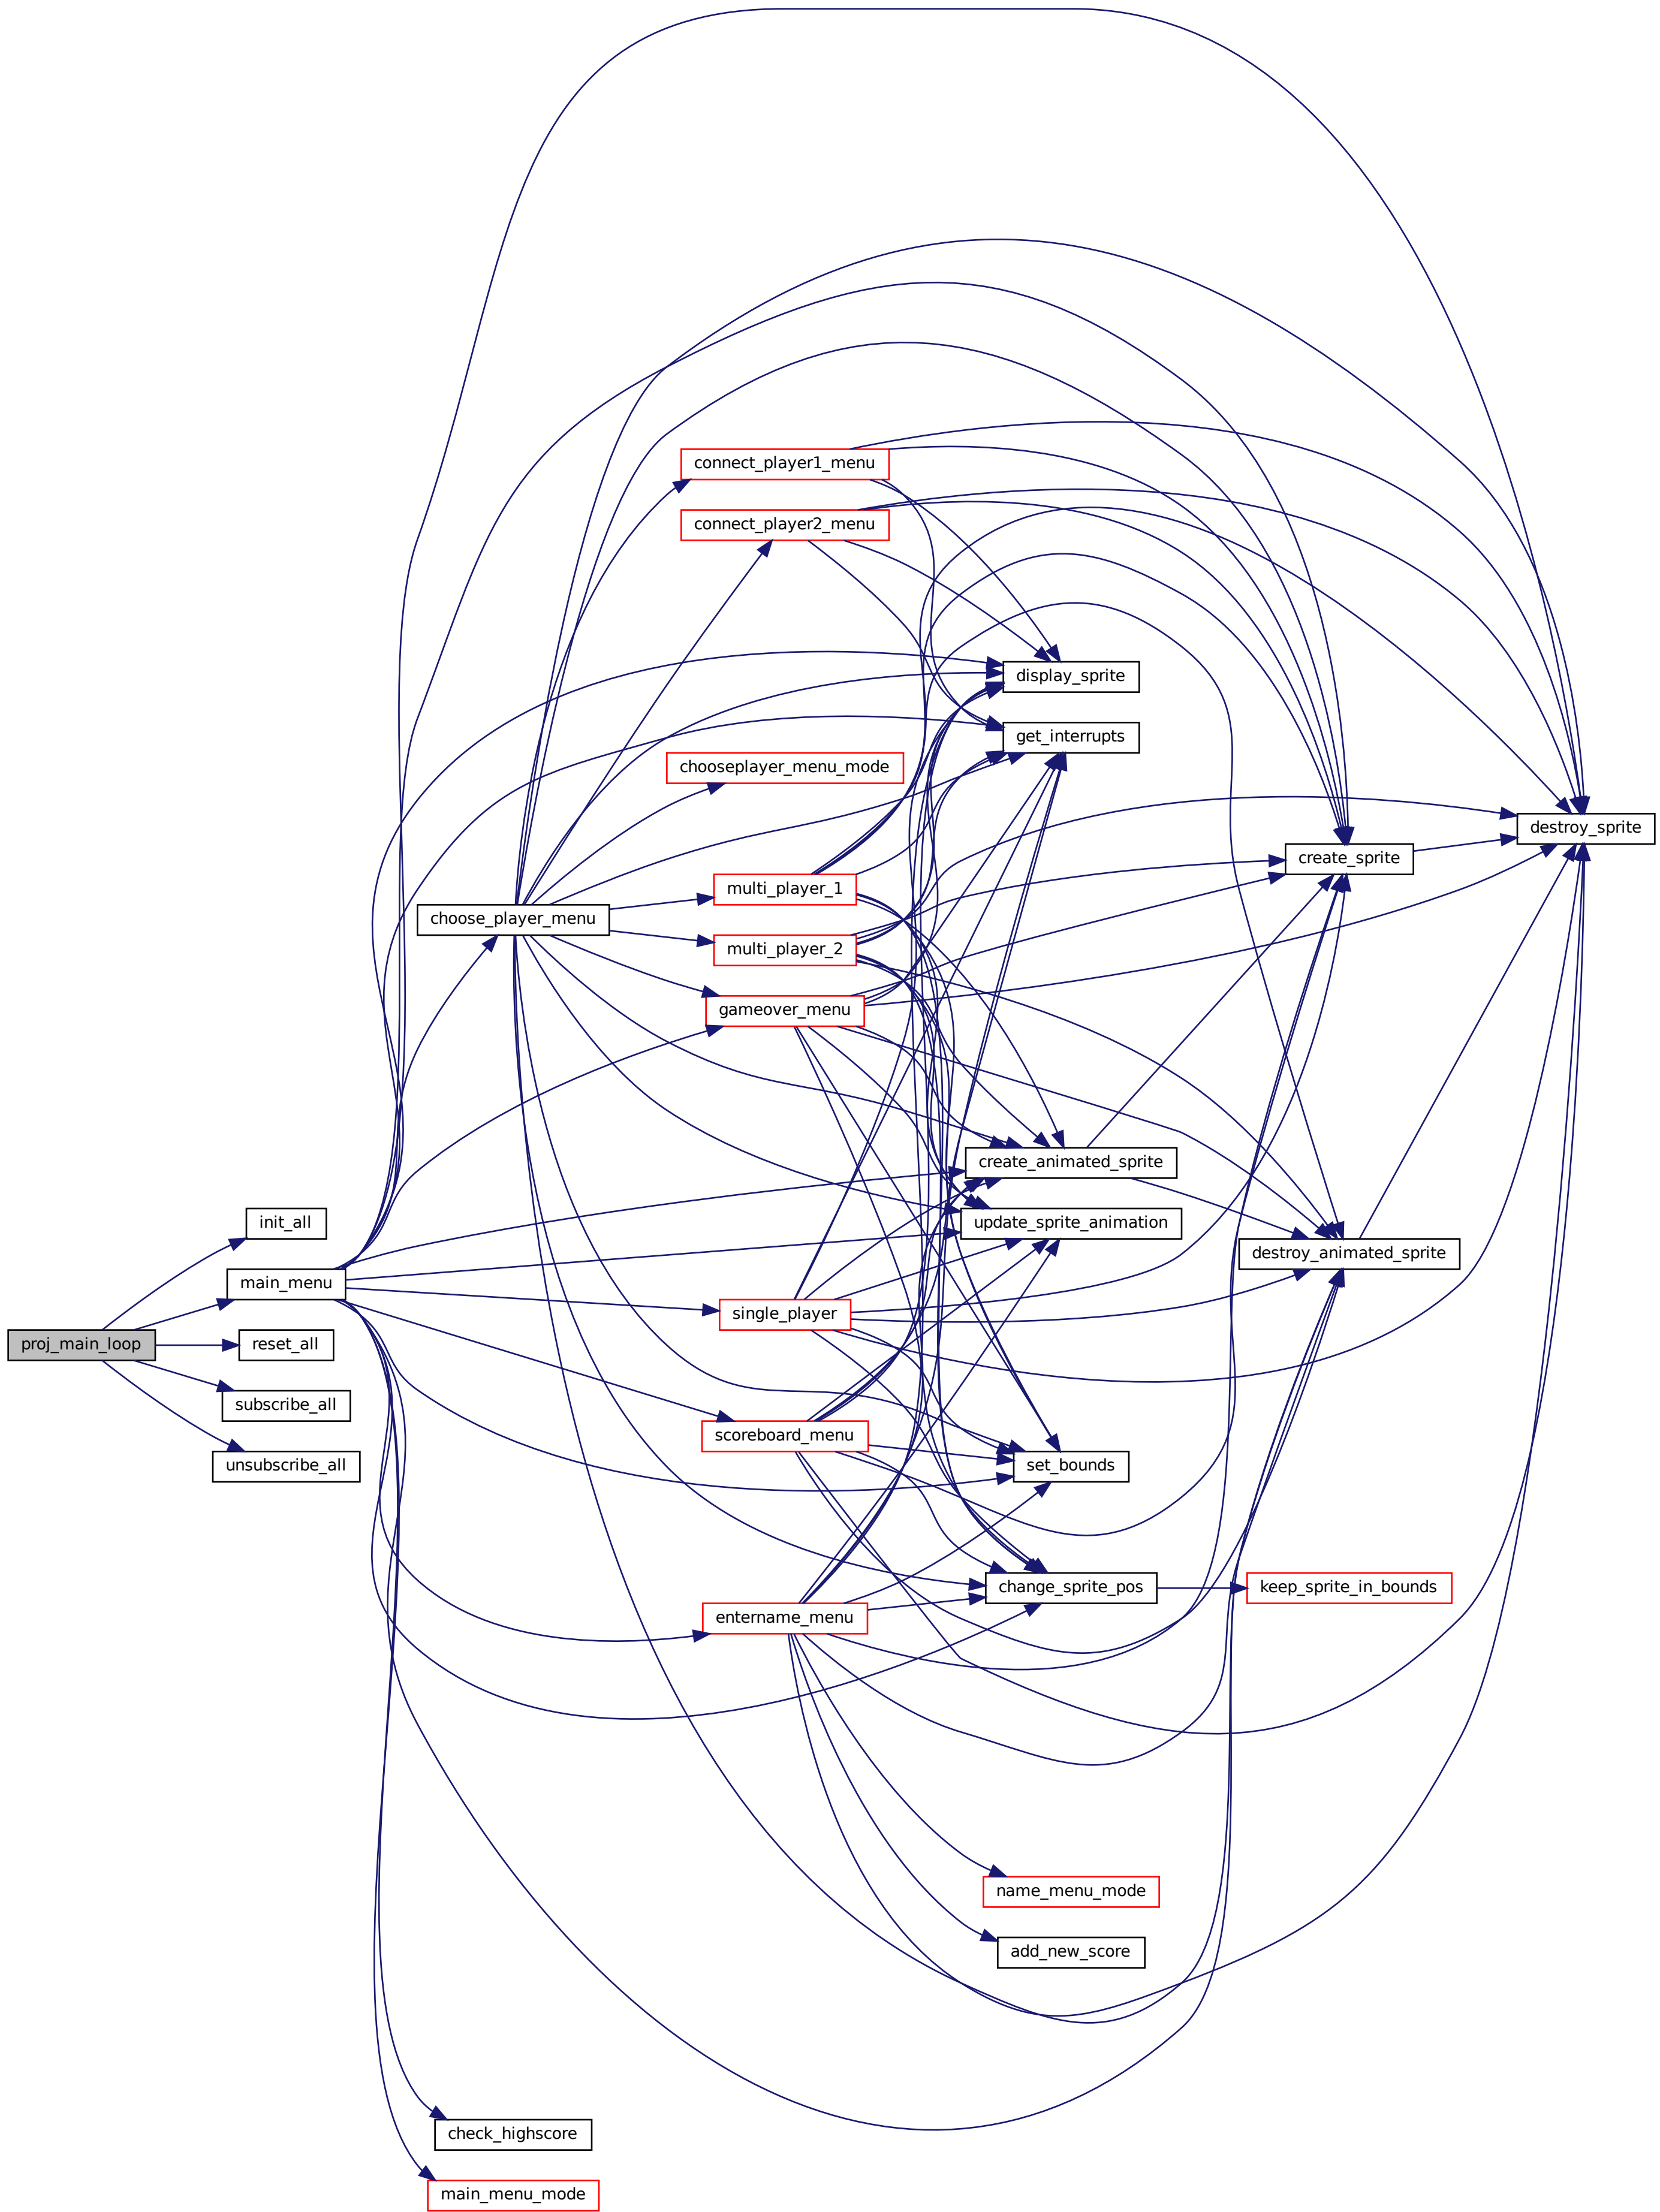 connect_player1_menu
connect_player2_menu
display_sprite
get_interrupts
chooseplayer_menu_mode
destroy_sprite
create_sprite
multi_player_1
choose_player_menu
multi_player_2
gameover_menu
create_animated_sprite
init_all
update_sprite_animation
destroy_animated_sprite
main_menu
single_player
proj_main_loop
reset_all
subscribe_all
scoreboard_menu
unsubscribe_all
set_bounds
change_sprite_pos
keep_sprite_in_bounds
entername_menu
name_menu_mode
add_new_score
check_highscore
main_menu_mode